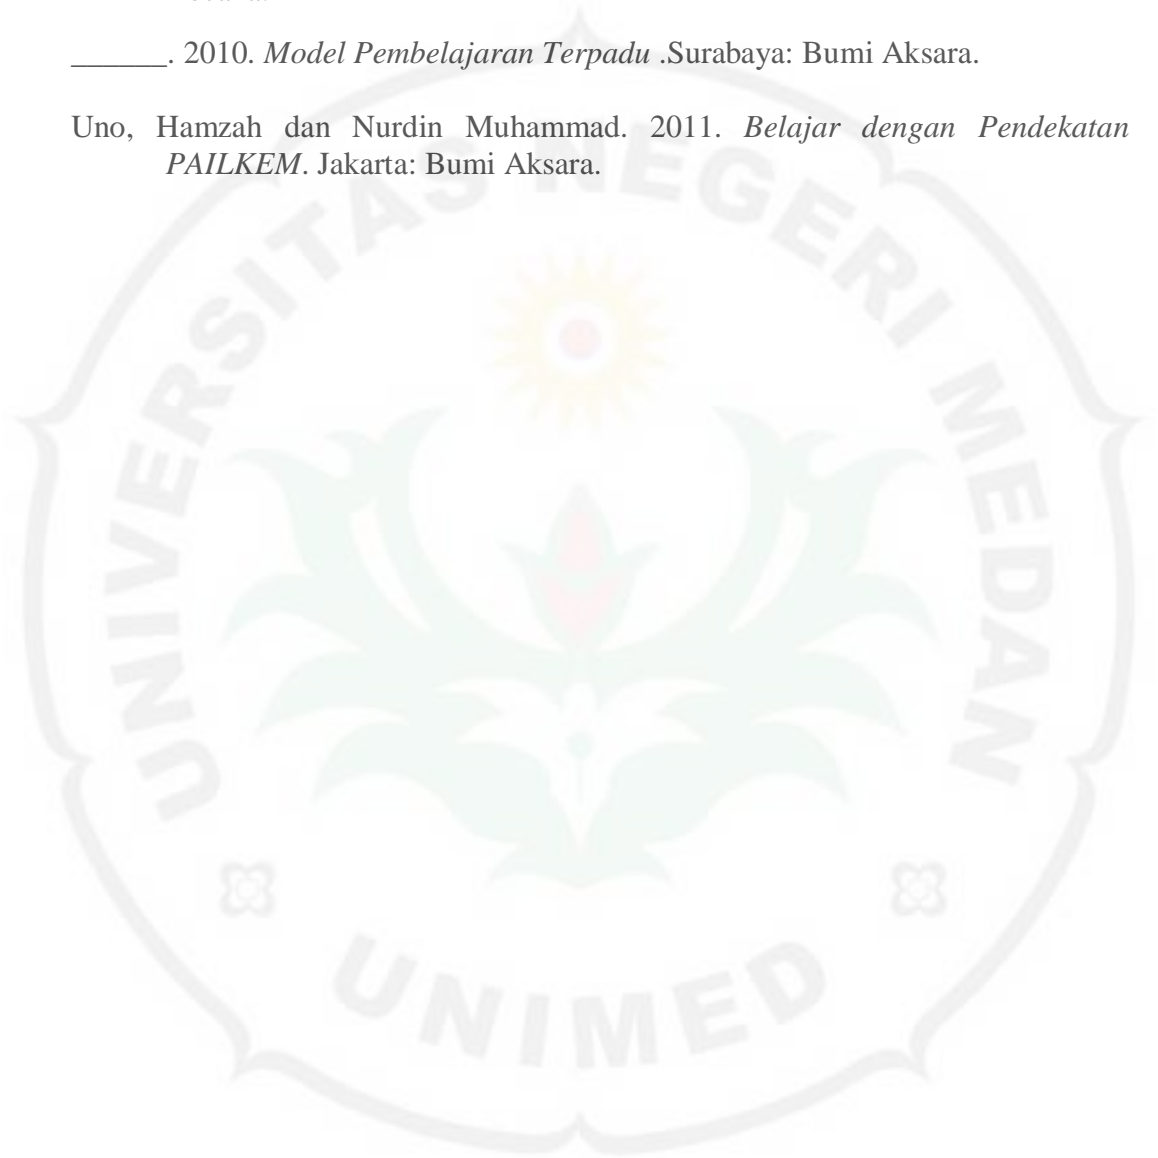 ______. 2010. Model Pembelajaran Terpadu .Surabaya: Bumi Aksara.
Uno, Hamzah dan Nurdin Muhammad. 2011. Belajar dengan Pendekatan
PAILKEM. Jakarta: Bumi Aksara.
UNIVERSITAS NEGERI MEDAN
UNIMED